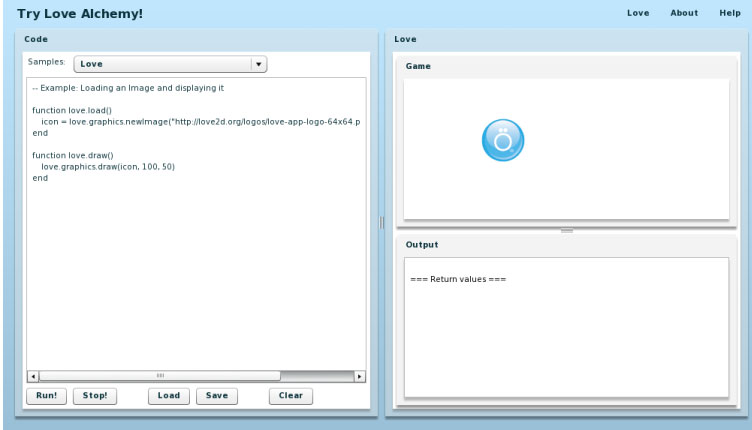 Try Love Alchemy!
Love About Help
Code
Samples: Love
-- Example: Loading an Image and displaying it
function love.load()
icon = love.graphics.newImage("http://love2d.org/logos/love-app-logo-64x64.p
end
function love.draw()
love.graphics.draw(icon, 100, 50)
end
Run! Stop! Load Save Clear
Love
Game
Output
=== Return values ===